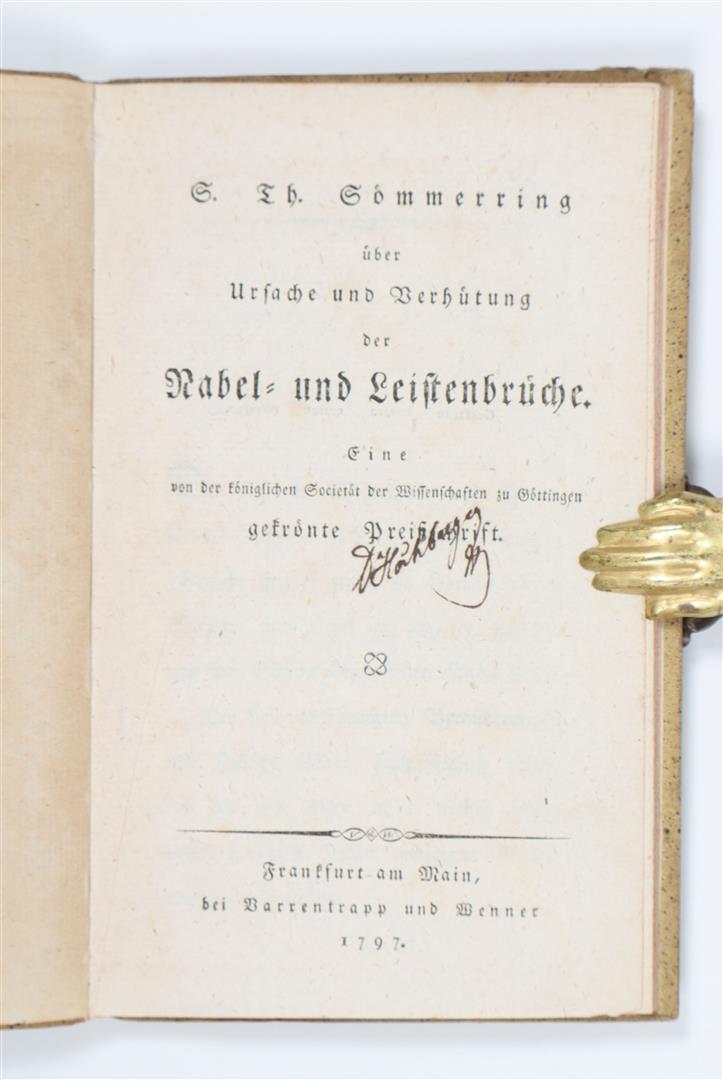 S. Th. Sömmerring
über
Ursache und Verhütung
der
Nabel- und Leistenbrüche.
Eine
von der königlichen Societät der Wissenschaften zu Göttingen
gekrönte Preißschrift.
Frankfurt am Main,
bei Varrentrapp und Wenner
1797.